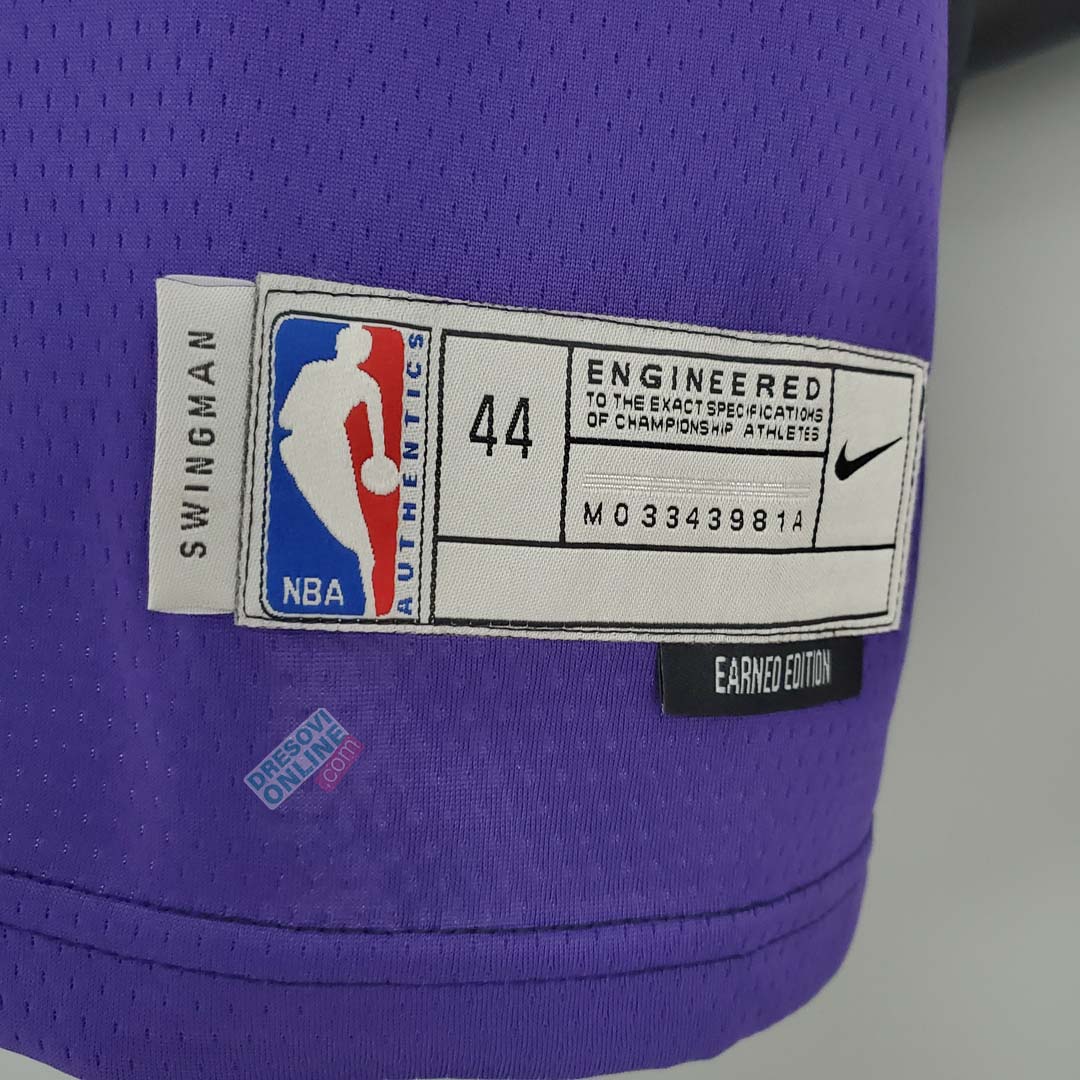 SWINGMAN
NBA
AUTHENTICS
44
ENGINEERED
TO THE EXACT SPECIFICATIONS
OF CHAMPIONSHIP ATHLETES
M03343981A
EARNED EDITION
DRESOVI
ONLINE
.com